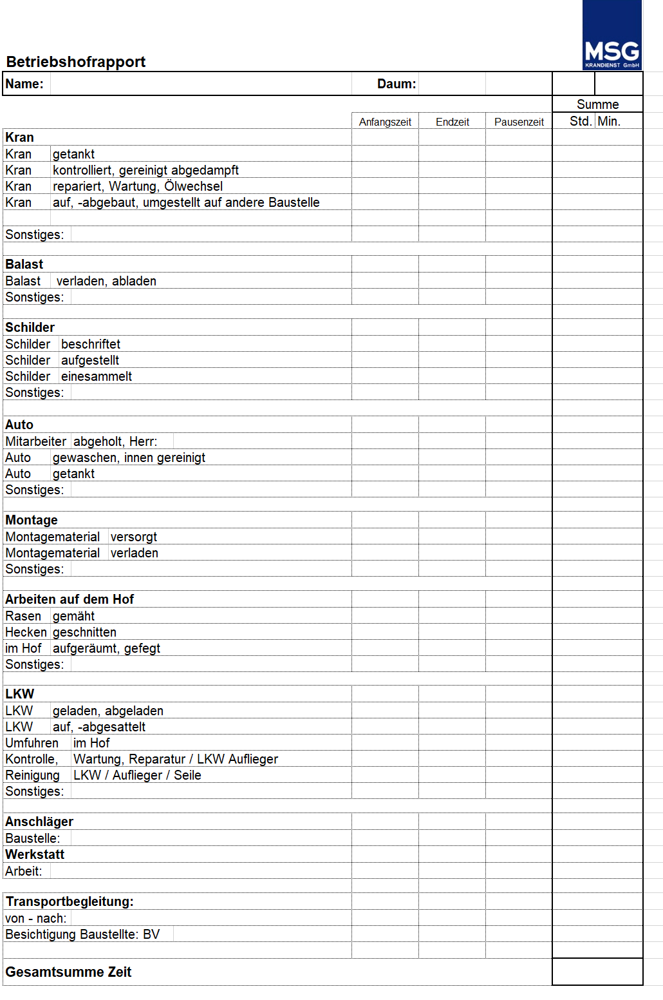 MSG
KRANDIENST GmbH
Betriebshofrapport
Name: Daum:
Summe
Anfangszeit Endzeit Pausenzeit Std. Min.
Kran
Kran getankt
Kran kontrolliert, gereinigt abgedampft
Kran repariert, Wartung, Ölwechsel
Kran auf, -abgebaut, umgestellt auf andere Baustelle
Sonstiges:
Balast
Balast verladen, abladen
Sonstiges:
Schilder
Schilder beschriftet
Schilder aufgestellt
Schilder einesammelt
Sonstiges:
Auto
Mitarbeiter abgeholt, Herr:
Auto gewaschen, innen gereinigt
Auto getankt
Sonstiges:
Montage
Montagematerial versorgt
Montagematerial verladen
Sonstiges:
Arbeiten auf dem Hof
Rasen gemäht
Hecken geschnitten
im Hof aufgeräumt, gefegt
Sonstiges:
LKW
LKW geladen, abgeladen
LKW auf, -abgesattelt
Umfuhren im Hof
Kontrolle, Wartung, Reparatur / LKW Auflieger
Reinigung LKW / Auflieger / Seile
Sonstiges:
Anschläger
Baustelle:
Werkstatt
Arbeit:
Transportbegleitung:
von - nach:
Besichtigung Baustellte: BV
Gesamtsumme Zeit